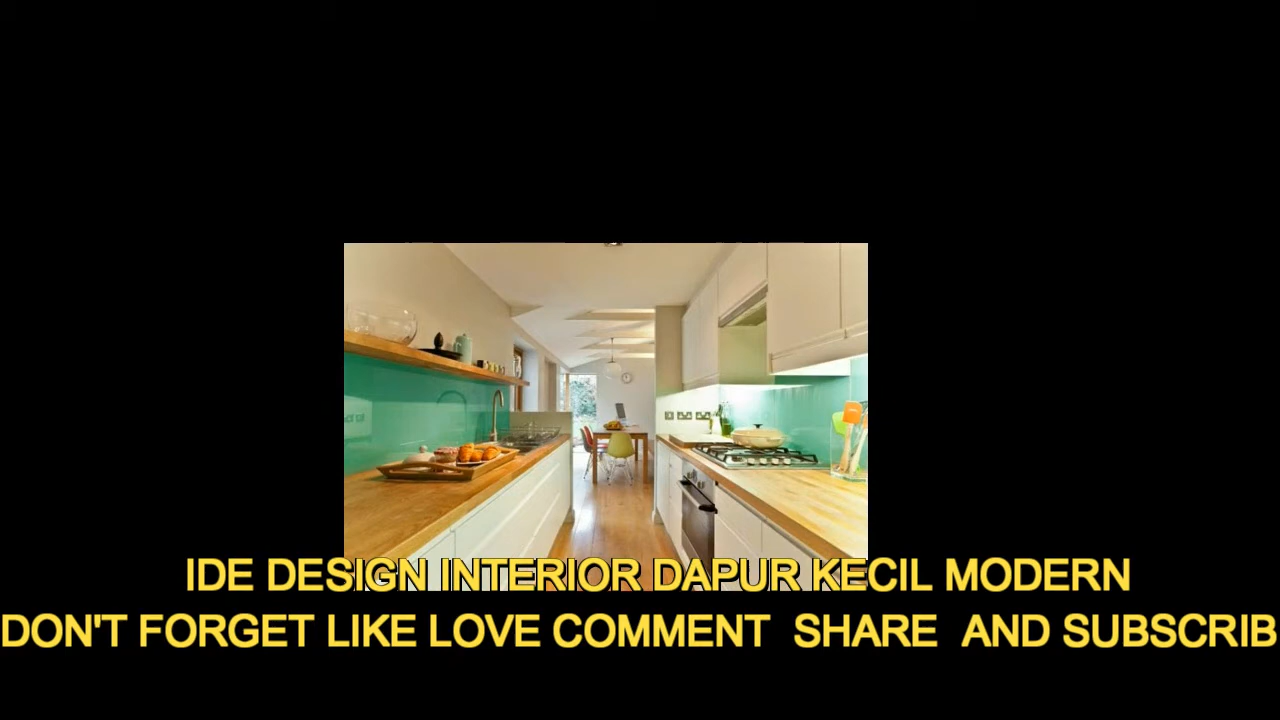 IDE DESIGN INTERIOR DAPUR KECIL MODERN
DON'T FORGET LIKE LOVE COMMENT SHARE AND SUBSCRIB